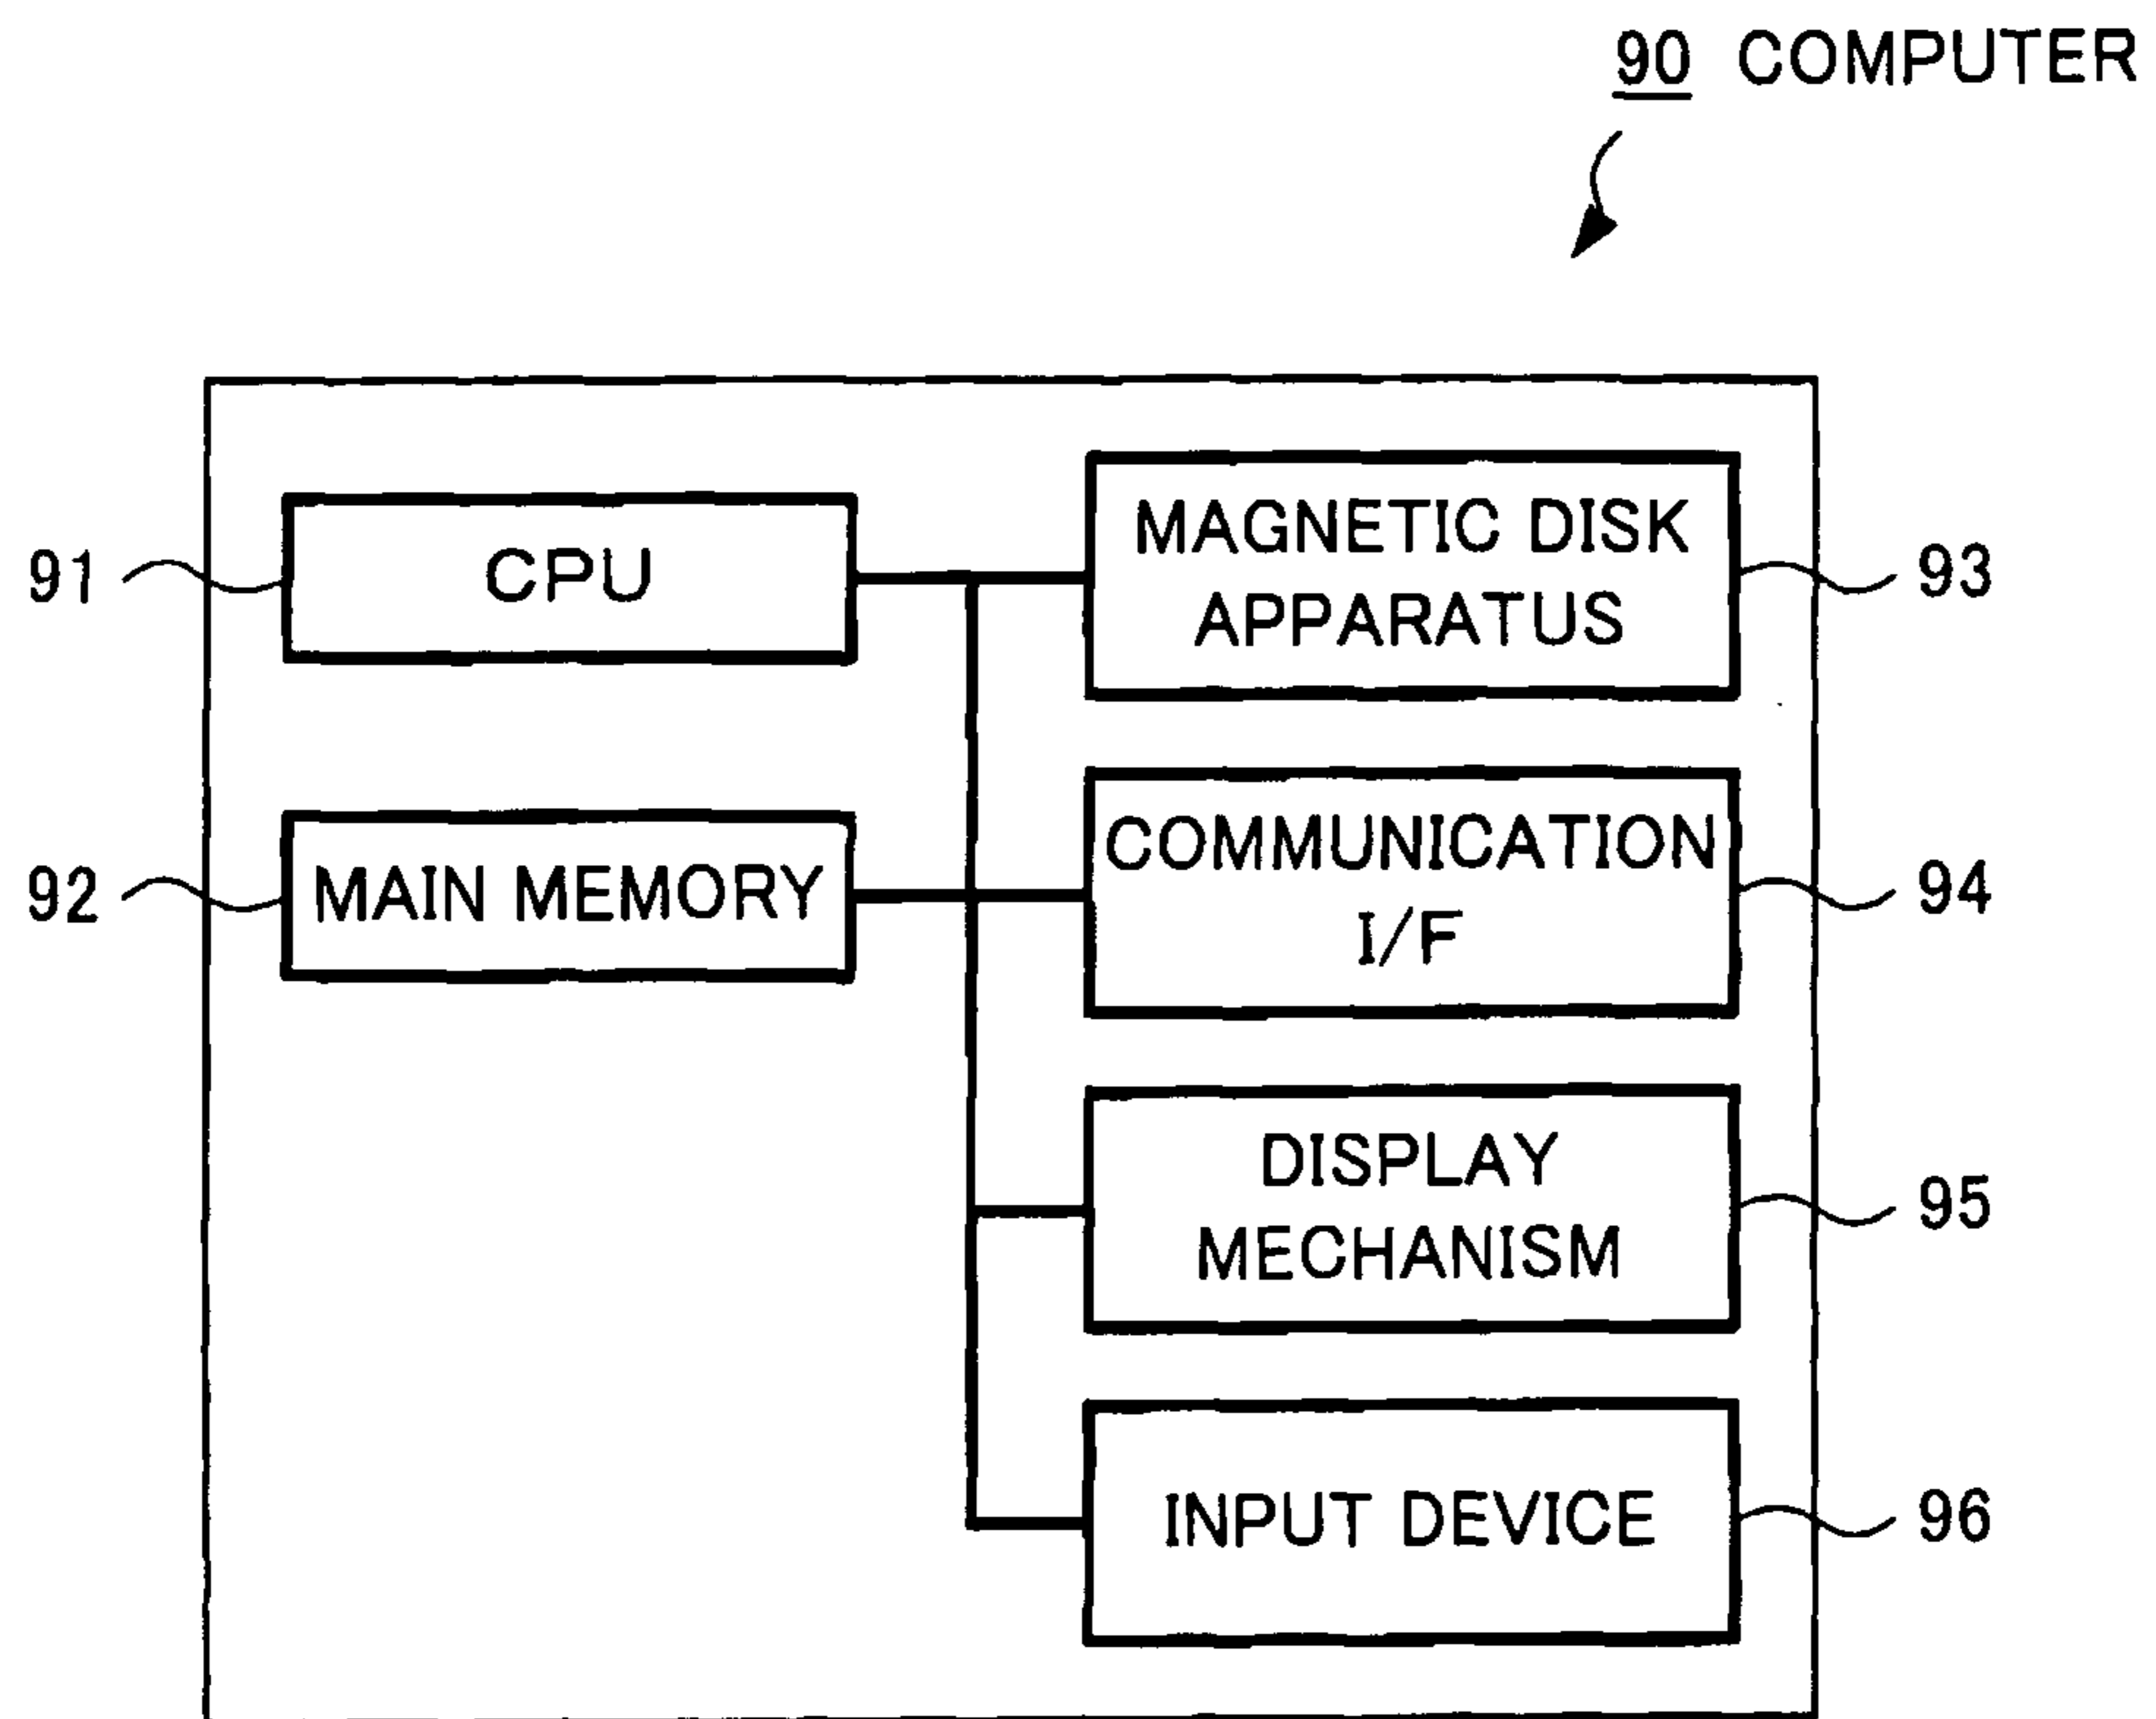 90 COMPUTER
91
CPU
MAGNETIC DISK
APPARATUS
93
92
MAIN MEMORY
COMMUNICATION
I/F
94
DISPLAY
MECHANISM
95
INPUT DEVICE
96